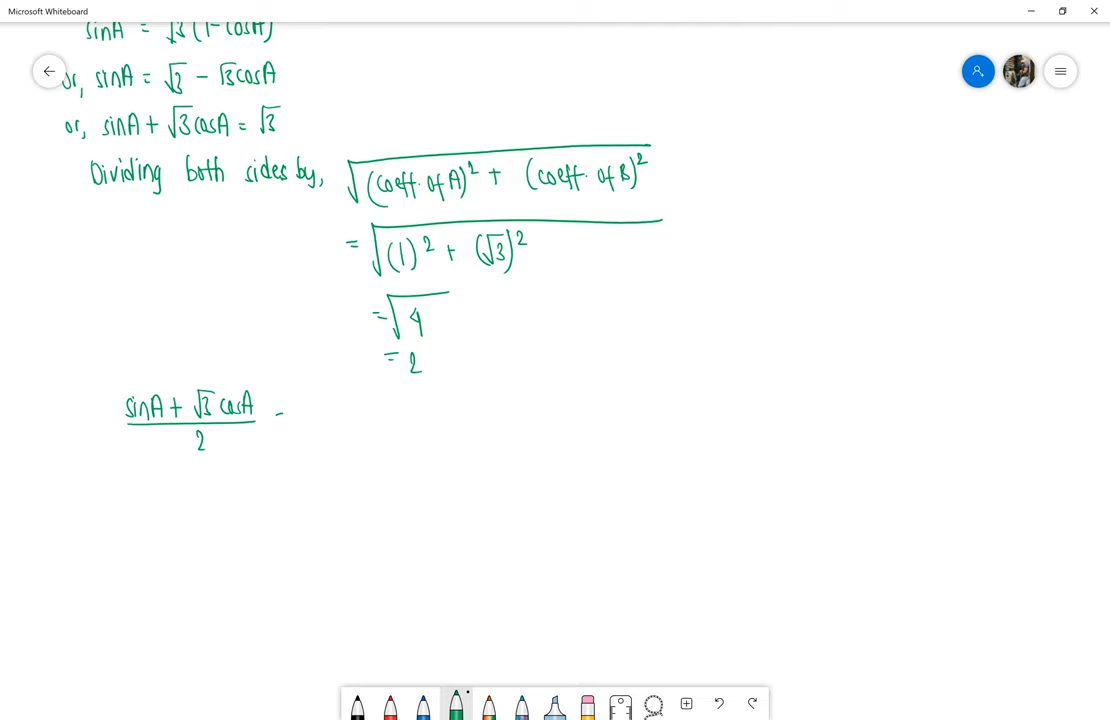 Microsoft Whiteboard
sinA = √3 (1-cosA)
or, sinA = √3 - √3cosA
or, sinA + √3cosA = √3
Dividing both sides by, √(coeff. of A)² + (coeff. of B)²
= √(1)² + (√3)²
= √4
= 2
sinA + √3 cosA -
2